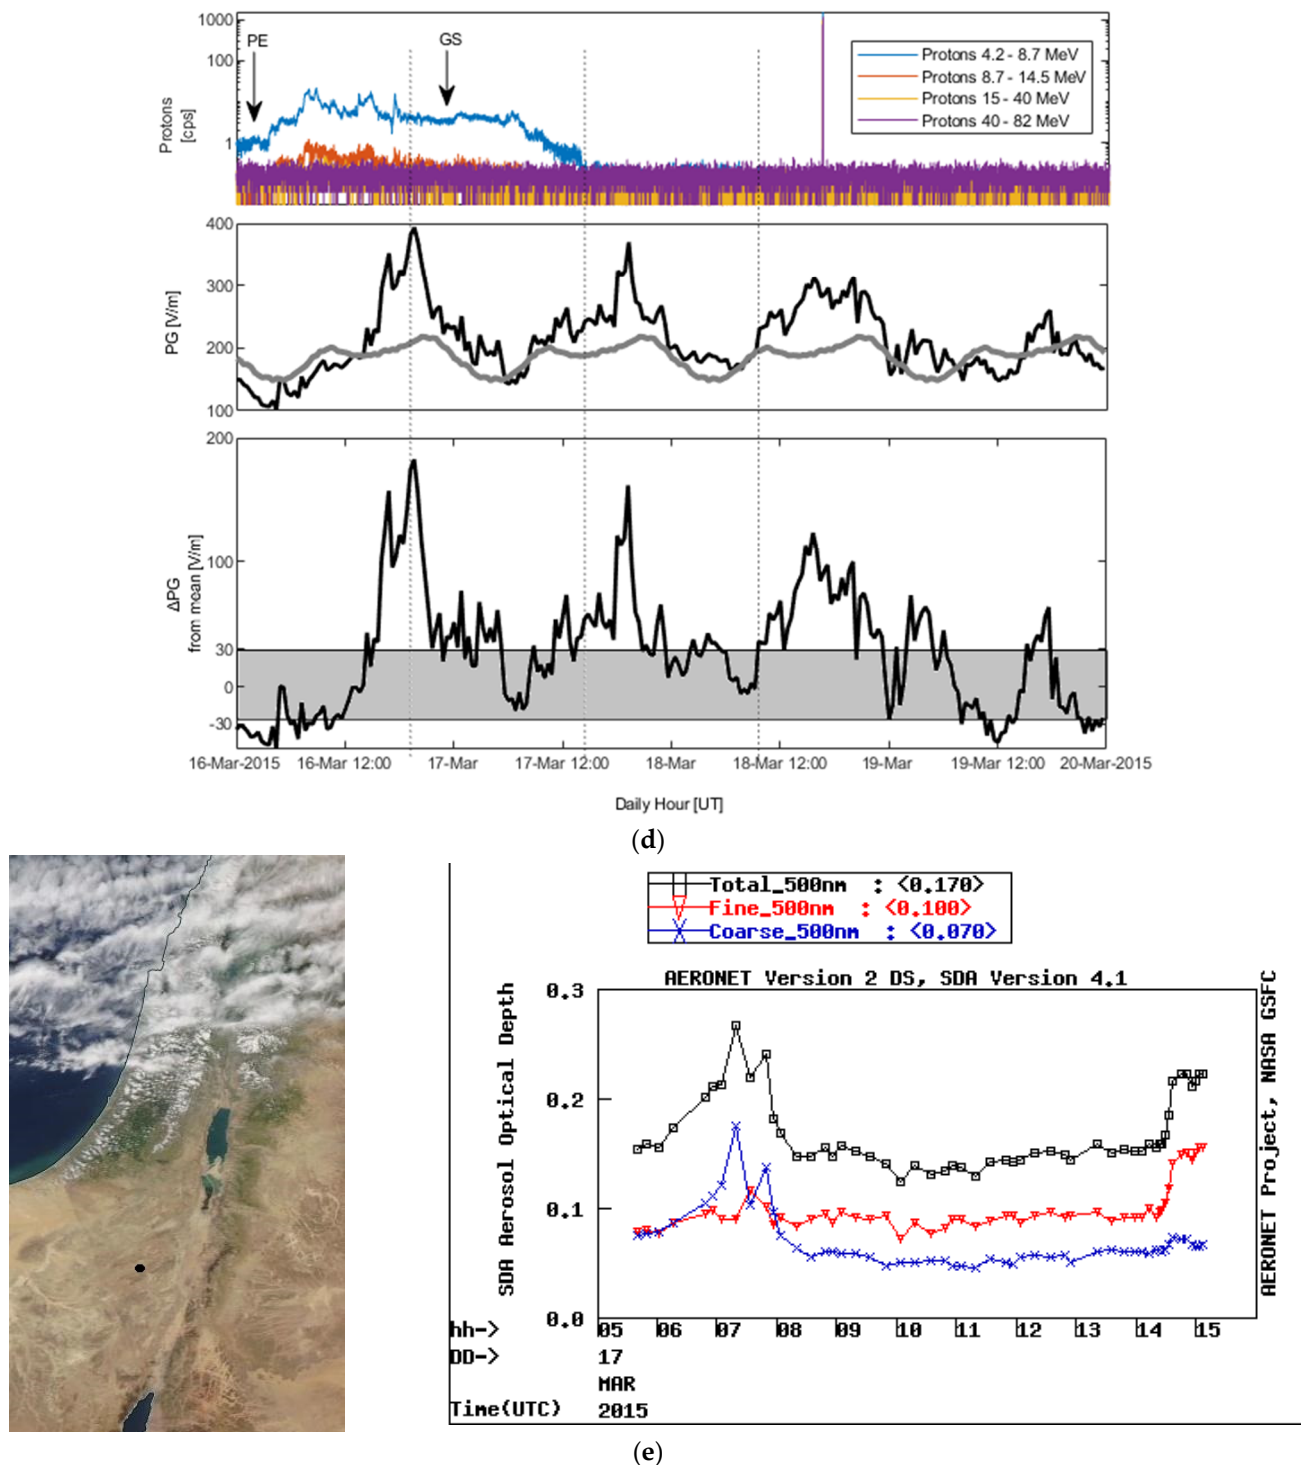 1000
100
1
Protons
[cps]
PE
GS
Protons 4.2 - 8.7 MeV
Protons 8.7 - 14.5 MeV
Protons 15 - 40 MeV
Protons 40 - 82 MeV
400
300
200
100
PG [V/m]
200
100
30
0
-30
ΔPG
from mean [V/m]
16-Mar-2015
16-Mar 12:00
17-Mar
17-Mar 12:00
18-Mar
18-Mar 12:00
19-Mar
19-Mar 12:00
20-Mar-2015
Daily Hour [UT]
(d)
Total_500nm : <0.170>
Fine_500nm : <0.100>
Coarse_500nm : <0.070>
AERONET Version 2 DS, SDA Version 4.1
SDA Aerosol Optical Depth
0.3
0.2
0.1
0.0
AERONET Project, NASA GSFC
hh-> 05 06 07 08 09 10 11 12 13 14 15
DD-> 17
MAR
Time(UTC) 2015
(e)